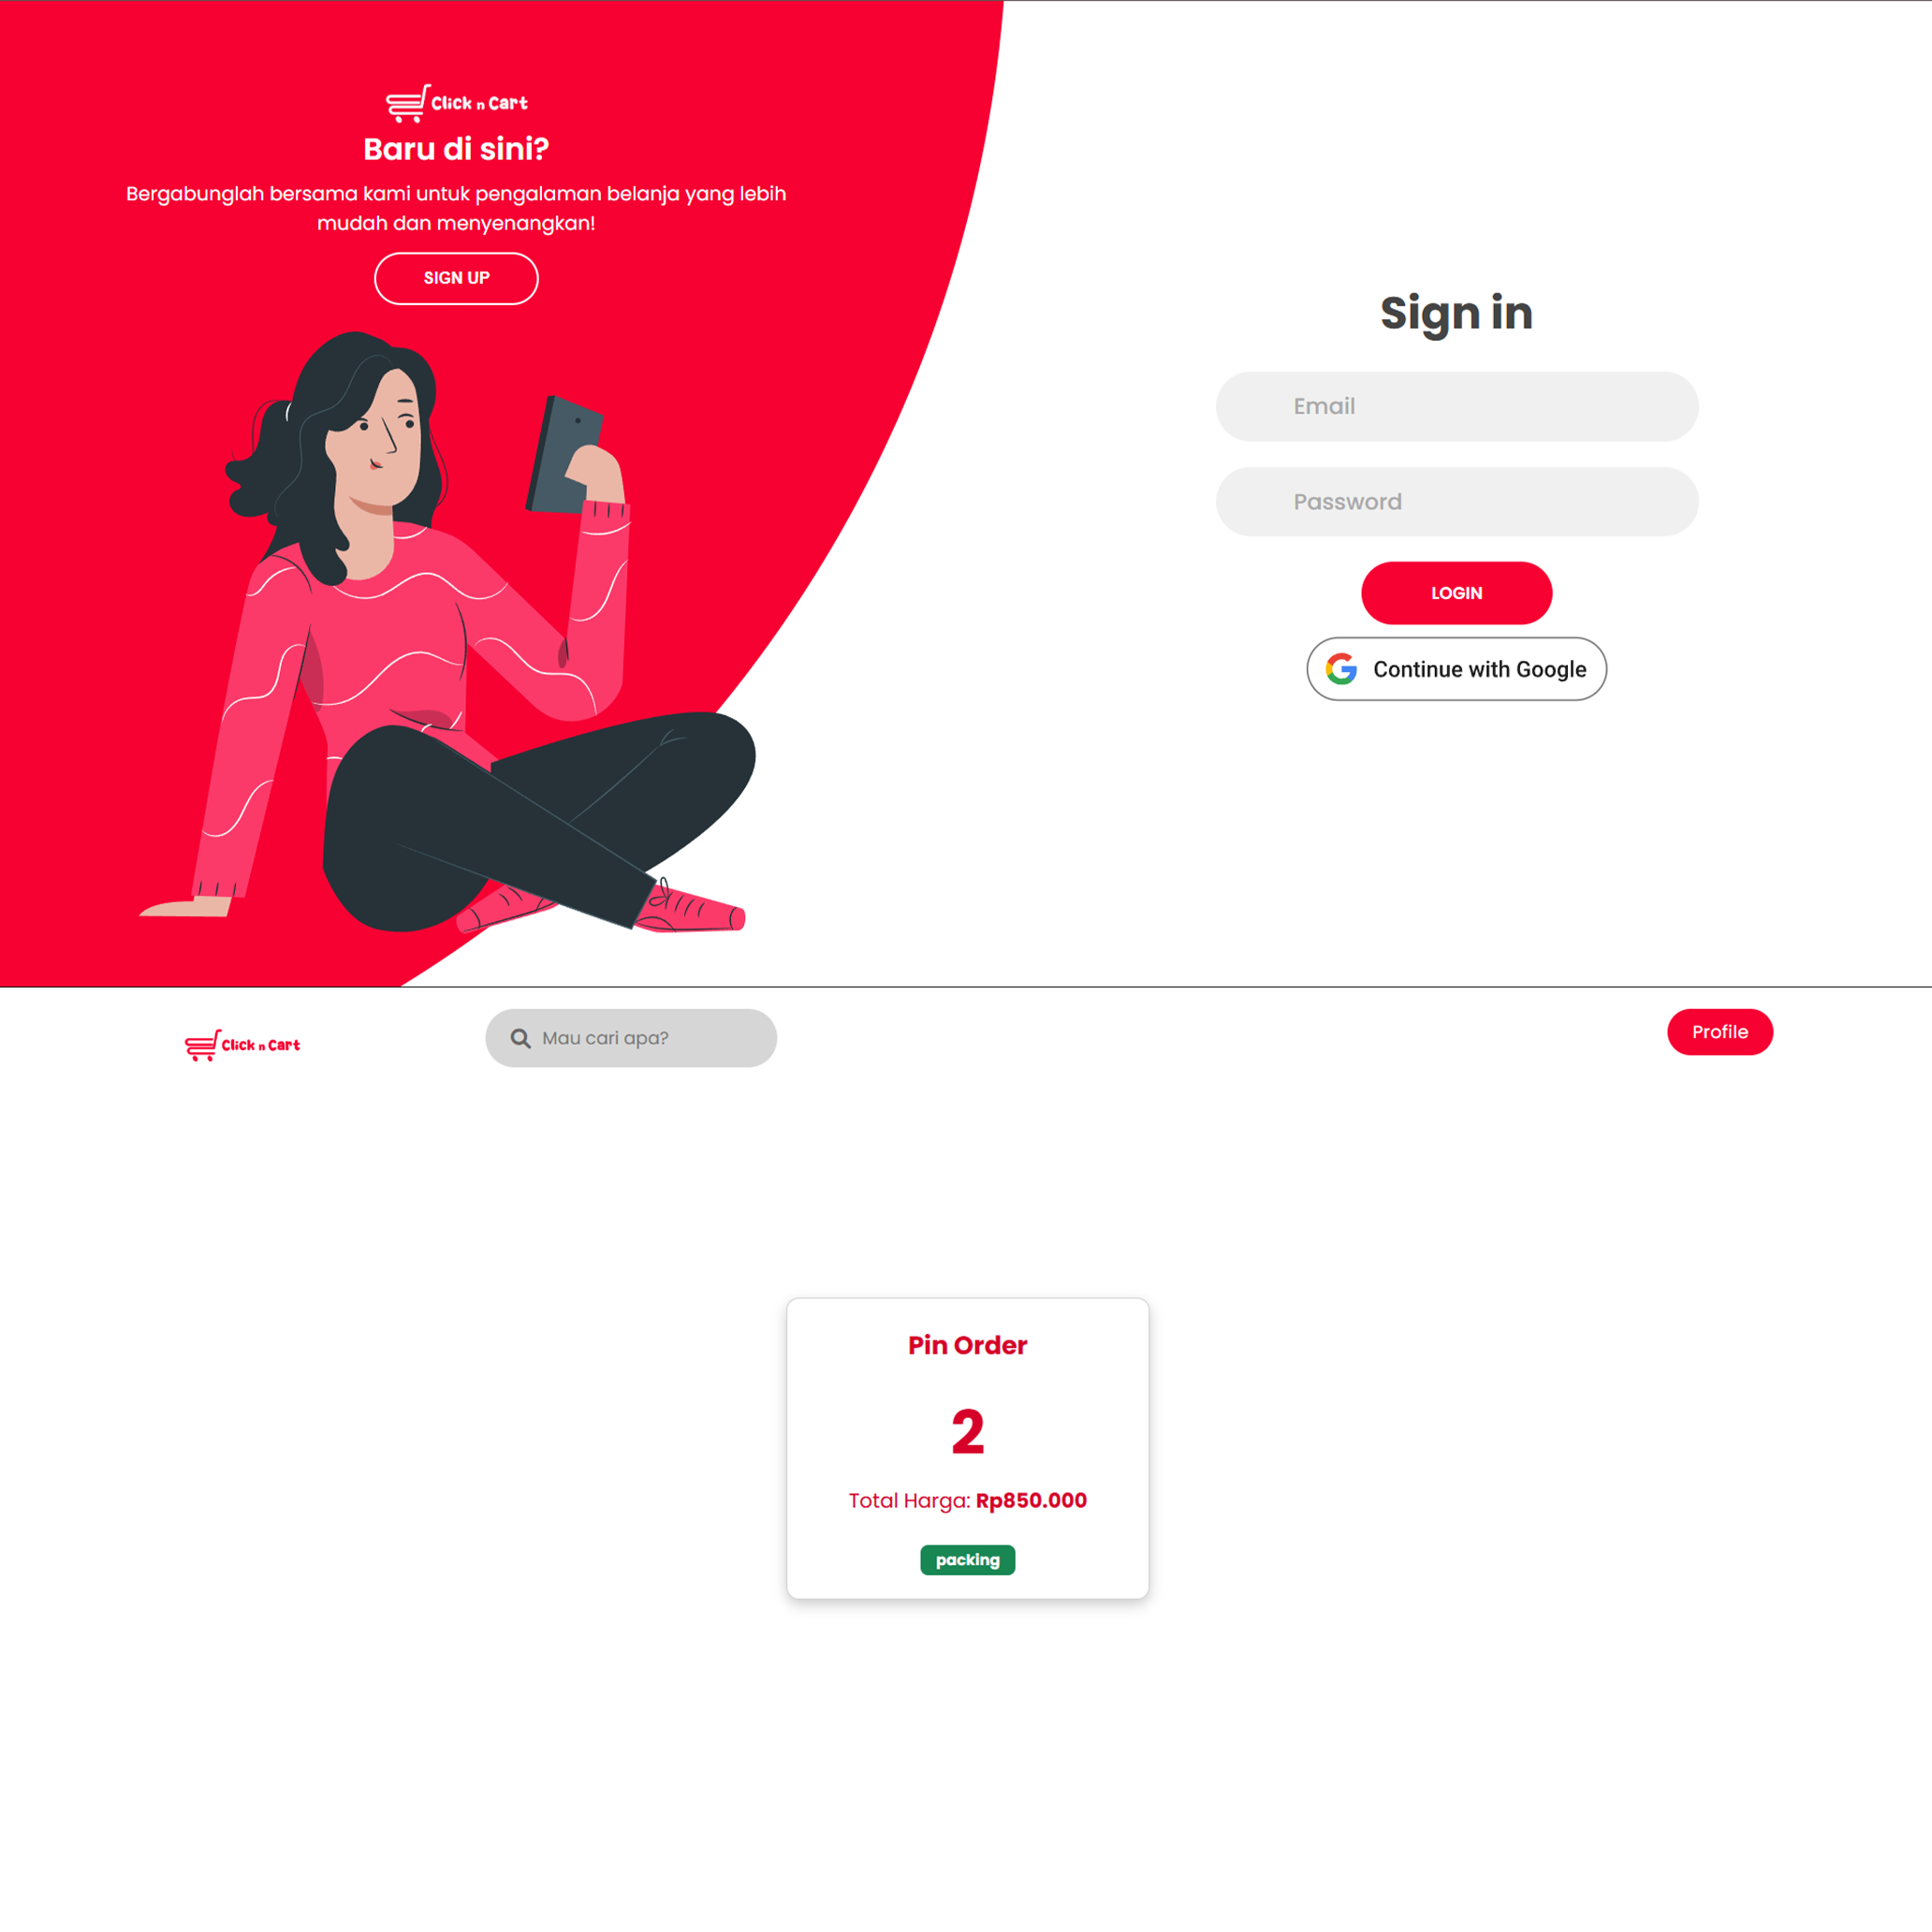 Click n Cart
Baru di sini?
Bergabunglah bersama kami untuk pengalaman belanja yang lebih
mudah dan menyenangkan!
SIGN UP
Sign in
Email
Password
LOGIN
Continue with Google
Click n Cart
Mau cari apa?
Profile
Pin Order
2
Total Harga: Rp850.000
packing